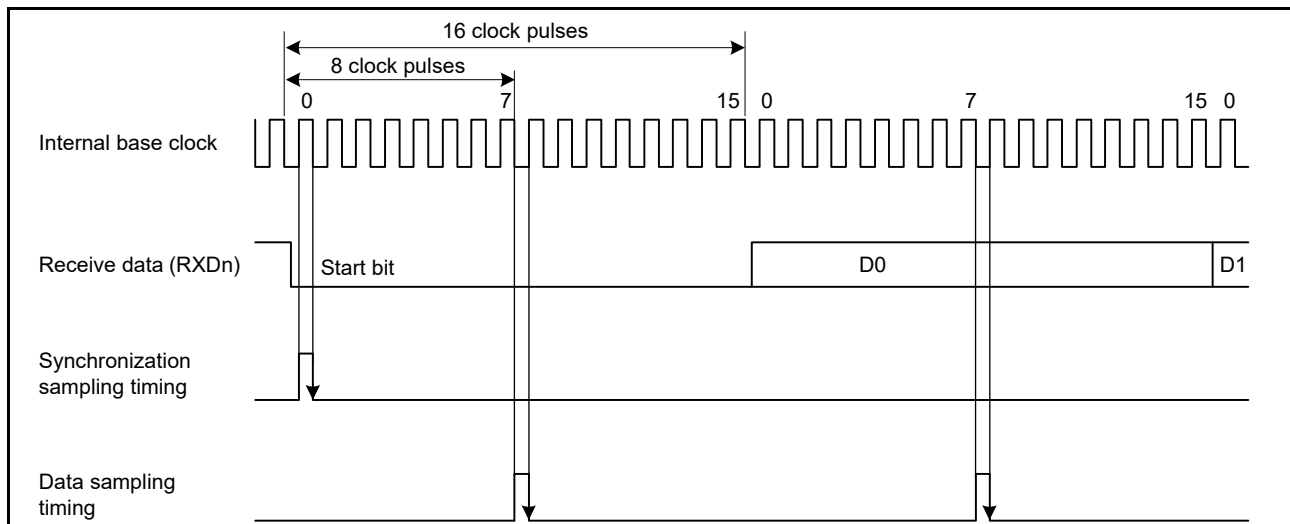 16 clock pulses
8 clock pulses
0 7 15 0 7 15 0
Internal base clock
Receive data (RXDn)
Start bit
D0
D1
Synchronization
sampling timing
Data sampling
timing